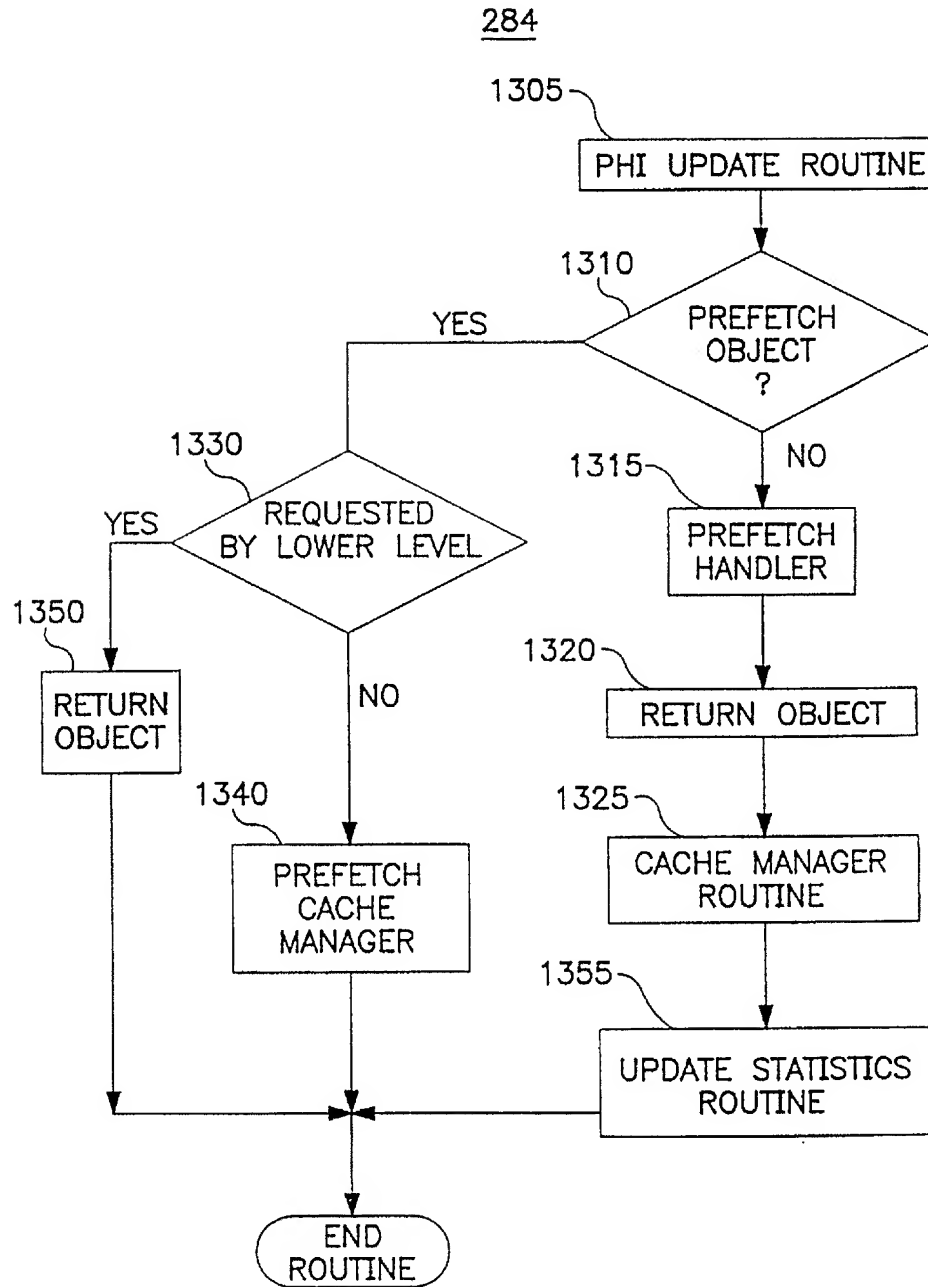 284
1305
PHI UPDATE ROUTINE
1310
YES
PREFETCH
OBJECT
?
NO
1330
YES
REQUESTED
BY LOWER LEVEL
1315
PREFETCH
HANDLER
1350
RETURN
OBJECT
NO
1320
RETURN OBJECT
1340
PREFETCH
CACHE
MANAGER
1325
CACHE MANAGER
ROUTINE
1355
UPDATE STATISTICS
ROUTINE
END
ROUTINE